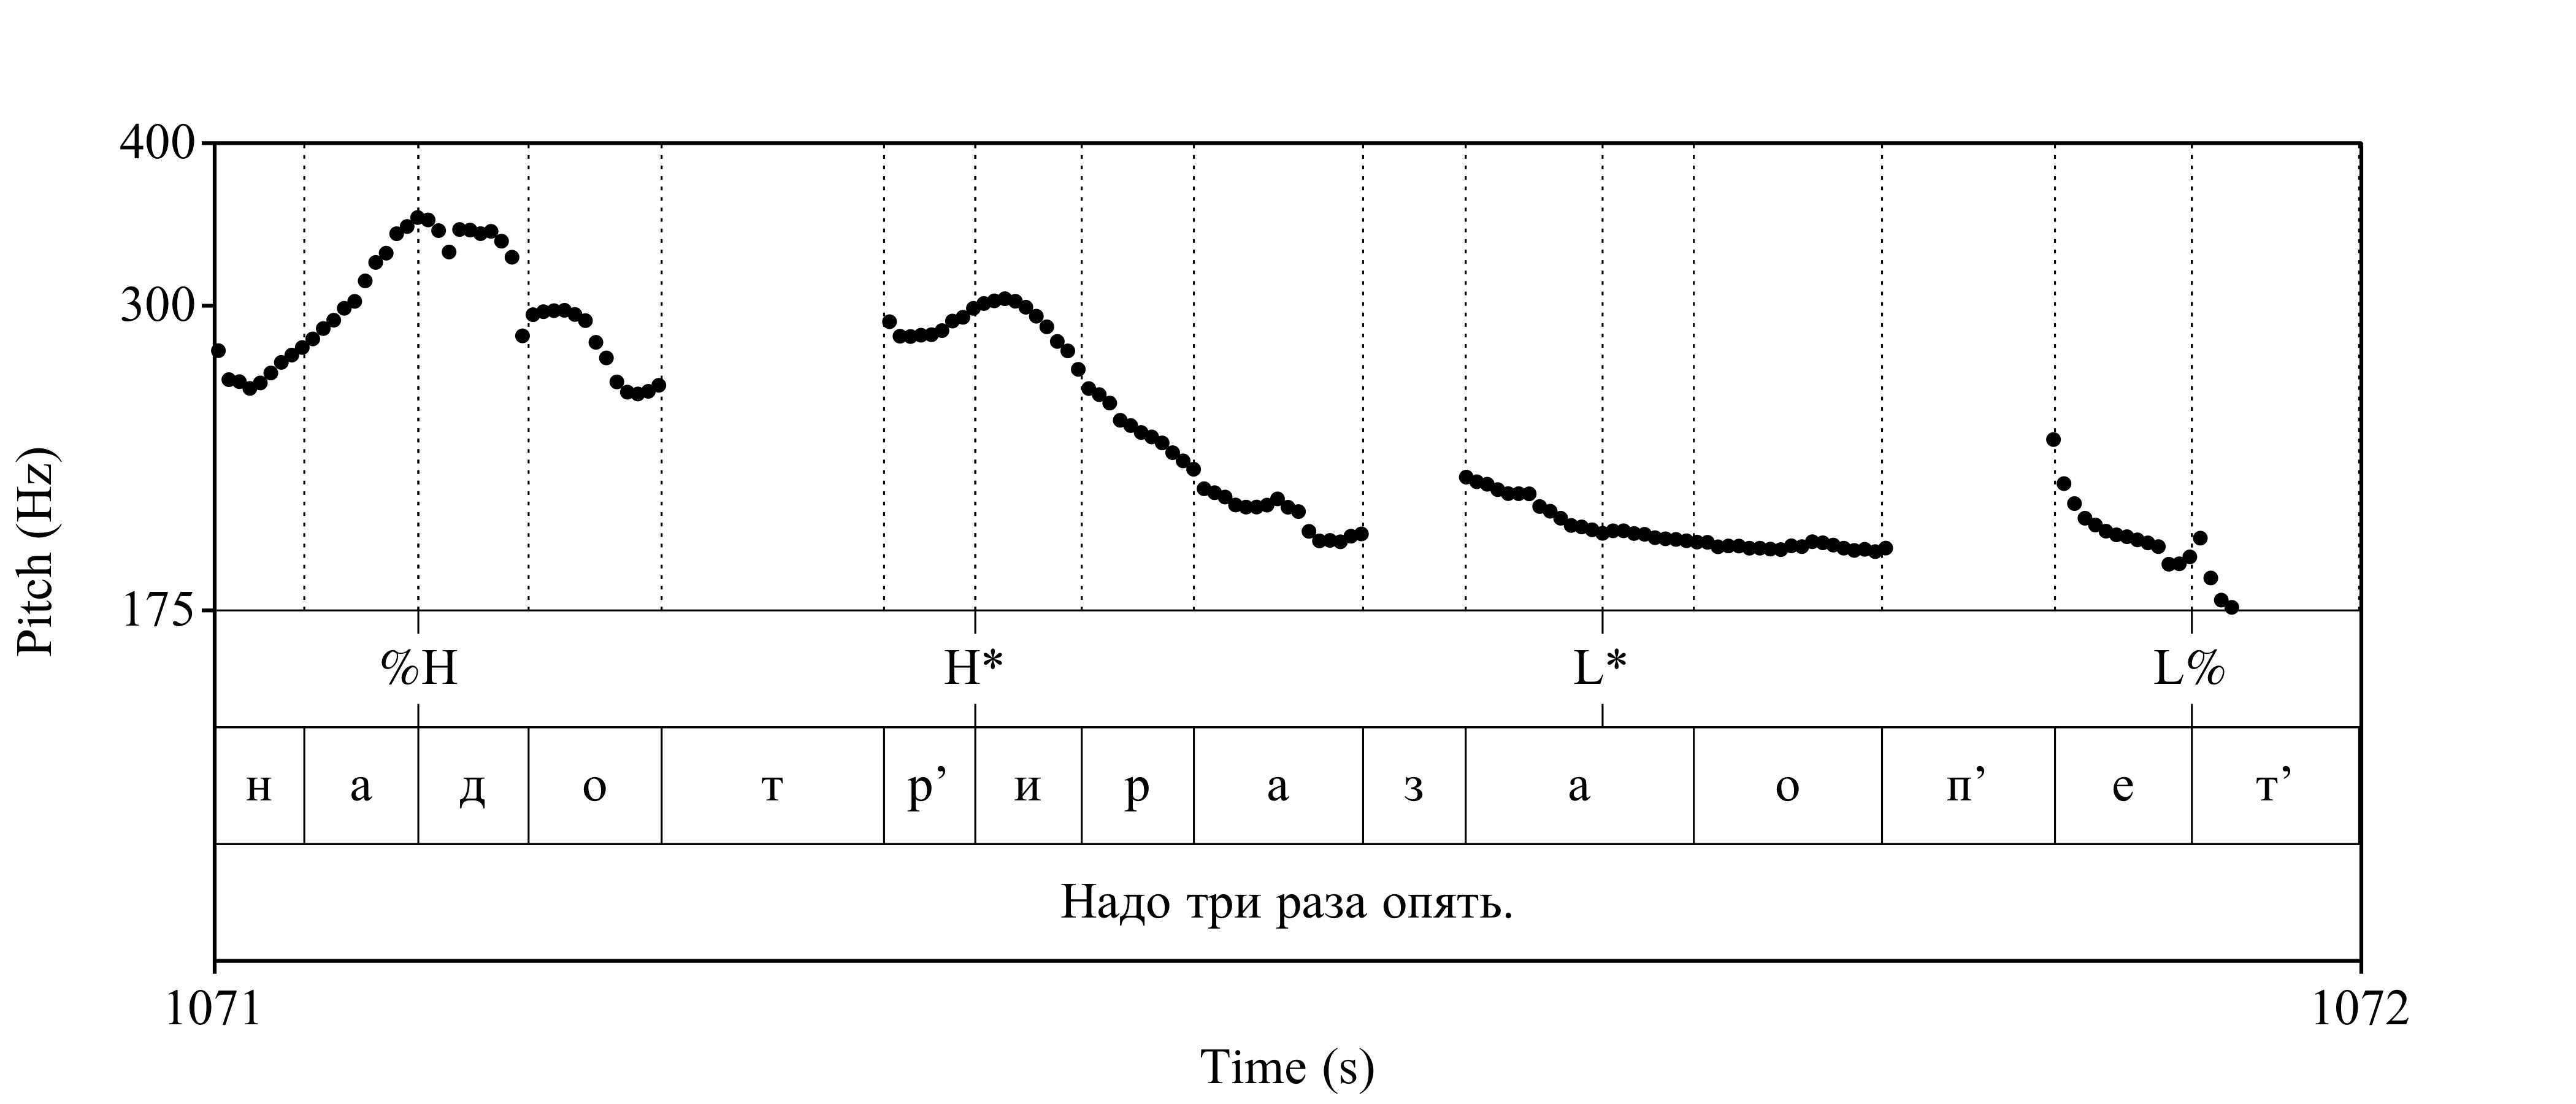 400
300
175
Pitch (Hz)
%H H* L* L%
н а д о т р’ и р а з а о п’ е т’
Надо три раза опять.
1071 1072
Time (s)